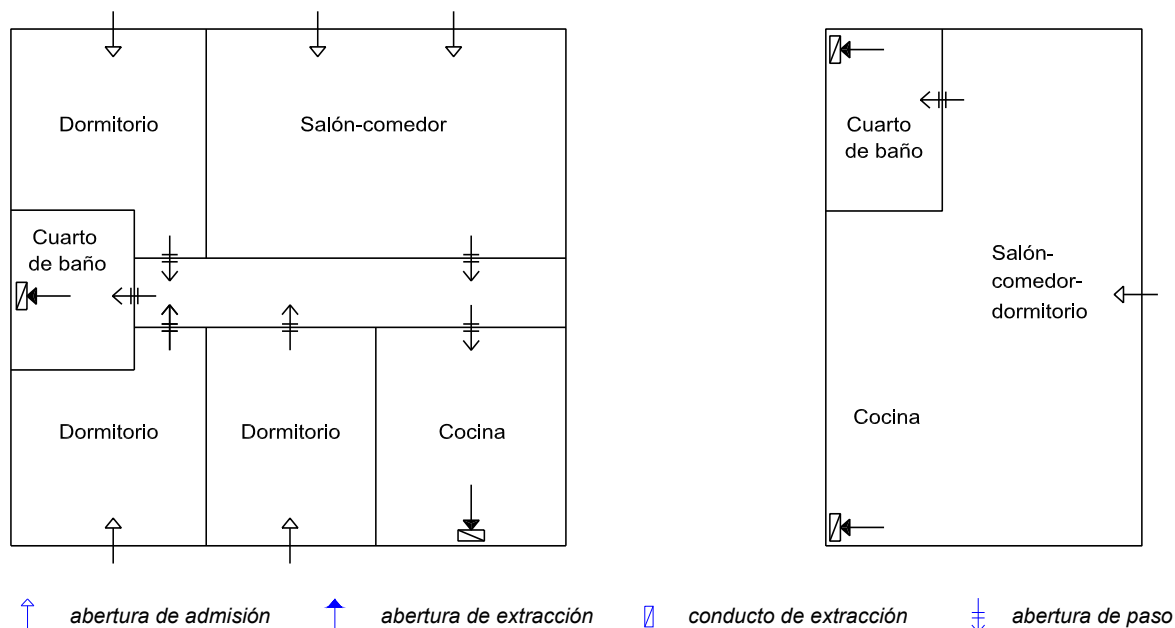 Dormitorio
Salón-comedor
Cuarto
de baño
Dormitorio
Dormitorio
Cocina
Cuarto
de baño
Salón-
comedor-
dormitorio
Cocina
abertura de admisión
abertura de extracción
conducto de extracción
abertura de paso